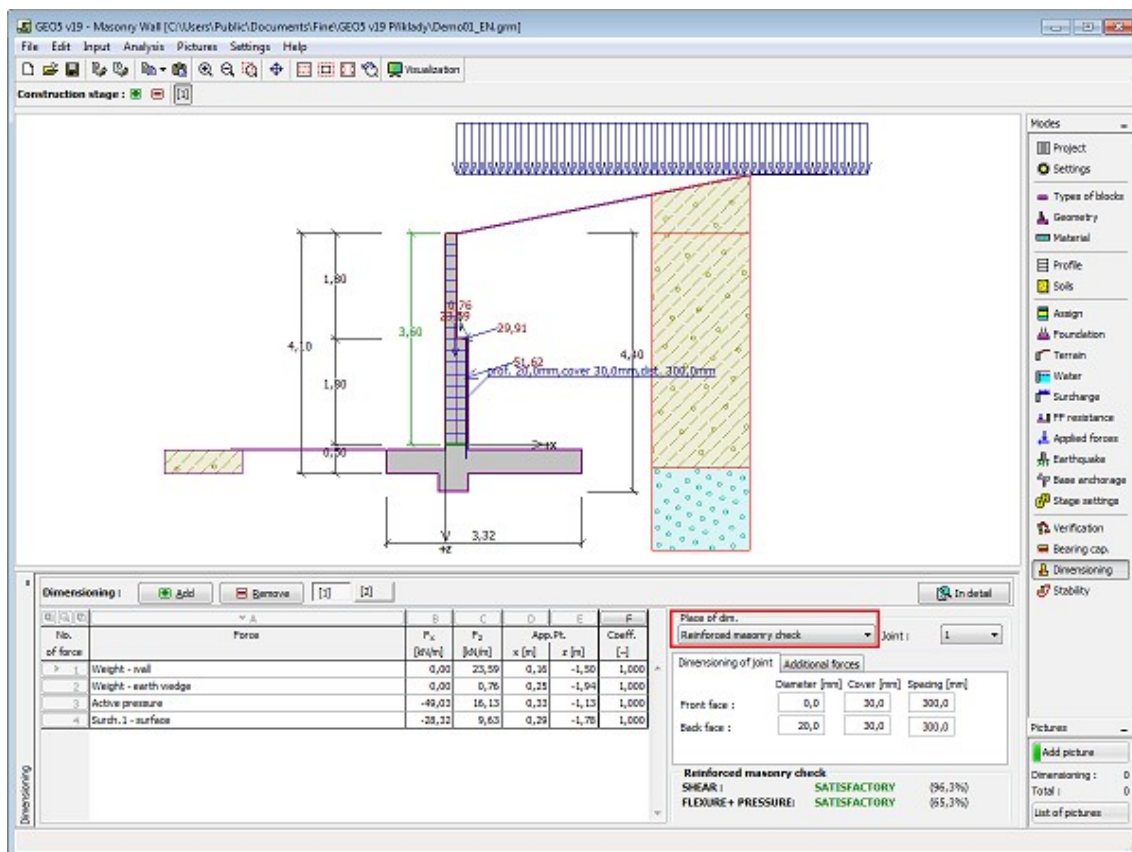 GEO5 v19 - Masonry Wall [C:\Users\Public\Documents\Fine\GEO5 v19 Příklady\Demo01_EN.grm]
File Edit Input Analysis Pictures Settings Help
Visualization
Construction stage : [1]
Modes
Project
Settings
Types of blocks
Geometry
Material
Profile
Soils
Assign
Foundation
Terrain
Water
Surcharge
FF resistance
Applied forces
Earthquake
Base anchorage
Stage settings
Verification
Bearing cap.
Dimensioning
Stability
1,80
0,76
23,59
29,91
3,60
4,10
4,40
51,62
prof. 20,0mm,cover 30,0mm,dist. 300,0mm
1,80
+x
0,50
3,32
+z
Dimensioning : Add Remove [1] [2] In detail
A B C D E F
No. Force Fx Fz App.Pt. Coeff.
of force [kN/m] [kN/m] x [m] z [m] [-]
> 1 Weight - wall 0,00 23,59 0,16 -1,50 1,000
2 Weight - earth wedge 0,00 0,76 0,25 -1,94 1,000
3 Active pressure -49,03 16,13 0,33 -1,13 1,000
4 Surch.1 - surface -28,32 9,63 0,29 -1,78 1,000
Place of dim.
Reinforced masonry check Joint : 1
Dimensioning of joint Additional forces
Diameter [mm] Cover [mm] Spacing [mm]
Front face : 0,0 30,0 300,0
Back face : 20,0 30,0 300,0
Reinforced masonry check
SHEAR : SATISFACTORY (96,3%)
FLEXURE+ PRESSURE: SATISFACTORY (65,3%)
Pictures
Add picture
Dimensioning : 0
Total : 0
List of pictures
Dimensioning